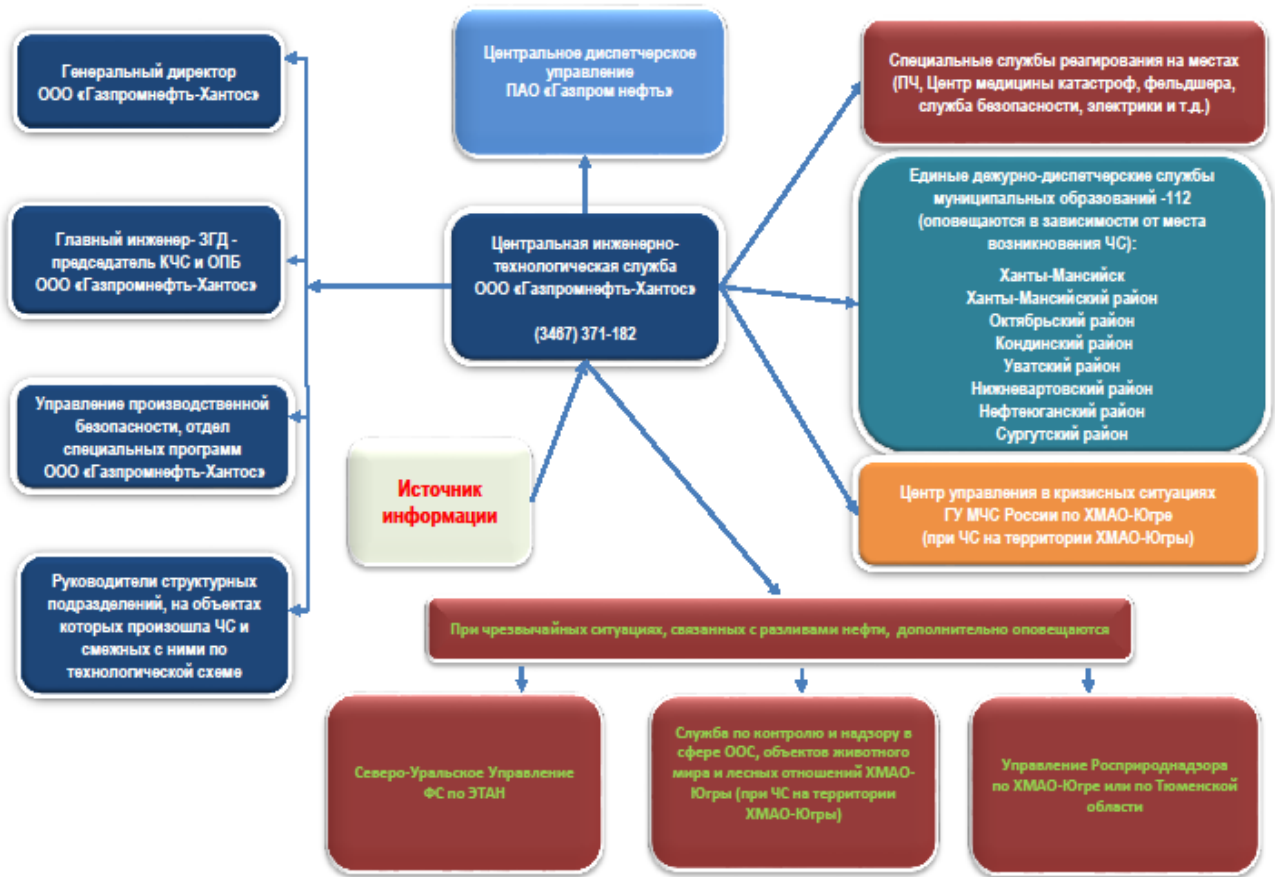 Генеральный директор
ООО «Газпромнефть-Хантос»
Центральное диспетчерское
управление
ПАО «Газпром нефть»
Специальные службы реагирования на местах
(ПЧ, Центр медицины катастроф, фельдшера,
служба безопасности, электрики и т.д.)
Главный инженер- ЗГД -
председатель КЧС и ОПБ
ООО «Газпромнефть-Хантос»
Центральная инженерно-
технологическая служба
ООО «Газпромнефть-Хантос»
(3467) 371-182
Единые дежурно-диспетчерские службы
муниципальных образований -112
(оповещаются в зависимости от места
возникновения ЧС):
Ханты-Мансийск
Ханты-Мансийский район
Октябрьский район
Кондинский район
Уватский район
Нижневартовский район
Нефтеюганский район
Сургутский район
Управление производственной
безопасности, отдел
специальных программ
ООО «Газпромнефть-Хантос»
Источник
информации
Центр управления в кризисных ситуациях
ГУ МЧС России по ХМАО-Югре
(при ЧС на территории ХМАО-Югры)
Руководители структурных
подразделений, на объектах
которых произошла ЧС и
смежных с ними по
технологической схеме
При чрезвычайных ситуациях, связанных с разливами нефти, дополнительно оповещаются
Северо-Уральское Управление
ФС по ЭТАН
Служба по контролю и надзору в
сфере ООС, объектов животного
мира и лесных отношений ХМАО-
Югры (при ЧС на территории
ХМАО-Югры)
Управление Росприроднадзора
по ХМАО-Югре или по Тюменской
области